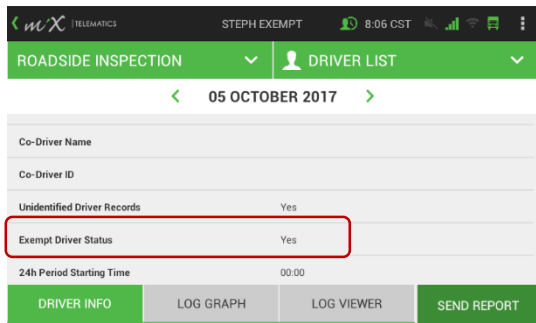 MiX TELEMATICS STEPH EXEMPT 8:06 CST
ROADSIDE INSPECTION DRIVER LIST
05 OCTOBER 2017
Co-Driver Name
Co-Driver ID
Unidentified Driver Records Yes
Exempt Driver Status Yes
24h Period Starting Time 00:00
DRIVER INFO LOG GRAPH LOG VIEWER SEND REPORT